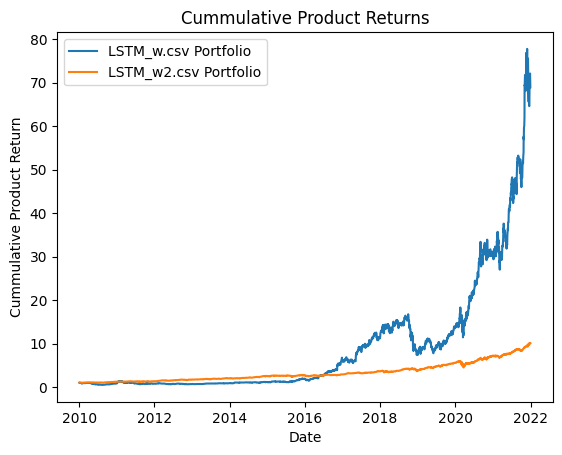 Cummulative Product Returns
LSTM_w.csv Portfolio
LSTM_w2.csv Portfolio
Cummulative Product Return
80
70
60
50
40
30
20
10
0
2010 2012 2014 2016 2018 2020 2022
Date